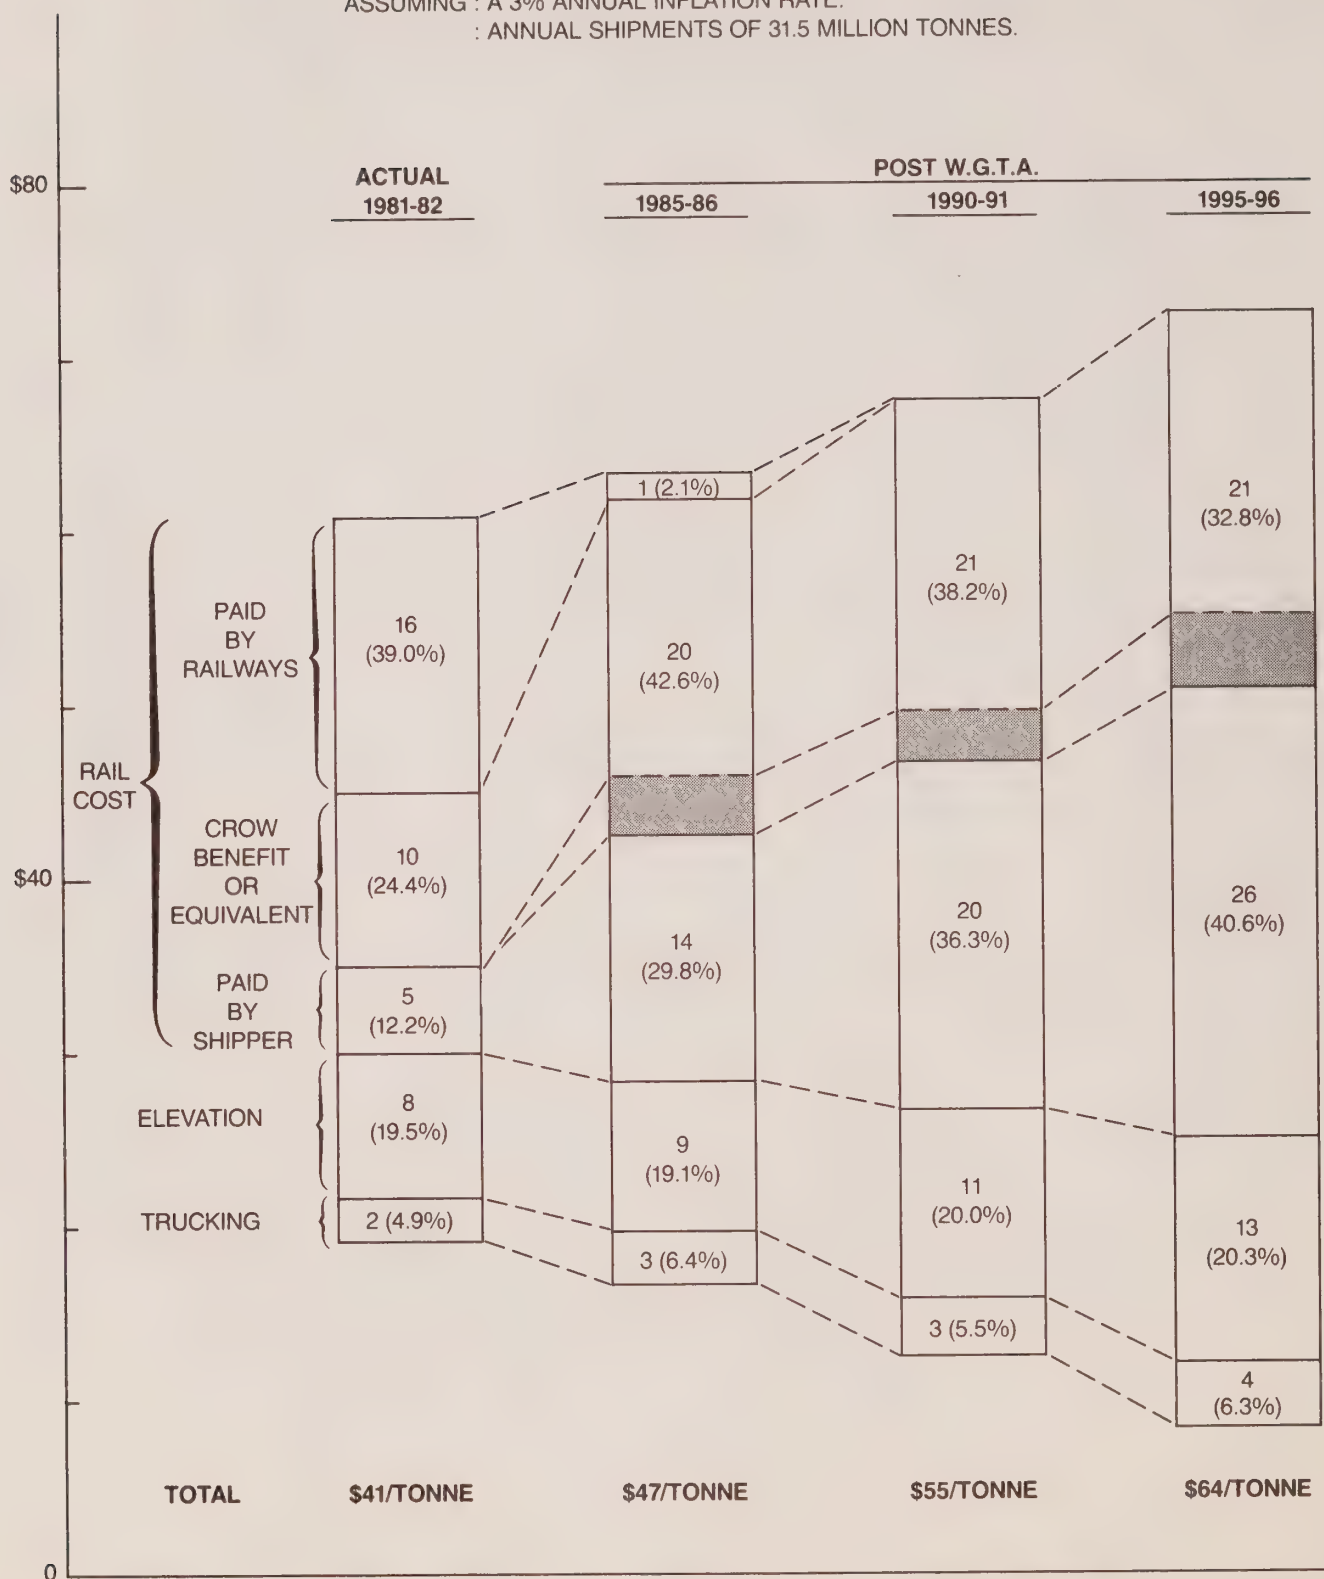 ASSUMING : A 3% ANNUAL INFLATION RATE.
: ANNUAL SHIPMENTS OF 31.5 MILLION TONNES.
$80
ACTUAL
1981-82
POST W.G.T.A.
1985-86
1990-91
1995-96
1 (2.1%)
21
(32.8%)
21
(38.2%)
PAID
BY
RAILWAYS
16
(39.0%)
20
(42.6%)
RAIL
COST
CROW
BENEFIT
OR
EQUIVALENT
10
(24.4%)
$40
14
(29.8%)
20
(36.3%)
26
(40.6%)
PAID
BY
SHIPPER
5
(12.2%)
ELEVATION
8
(19.5%)
9
(19.1%)
11
(20.0%)
13
(20.3%)
TRUCKING
2 (4.9%)
3 (6.4%)
3 (5.5%)
4
(6.3%)
TOTAL
$41/TONNE
$47/TONNE
$55/TONNE
$64/TONNE
0